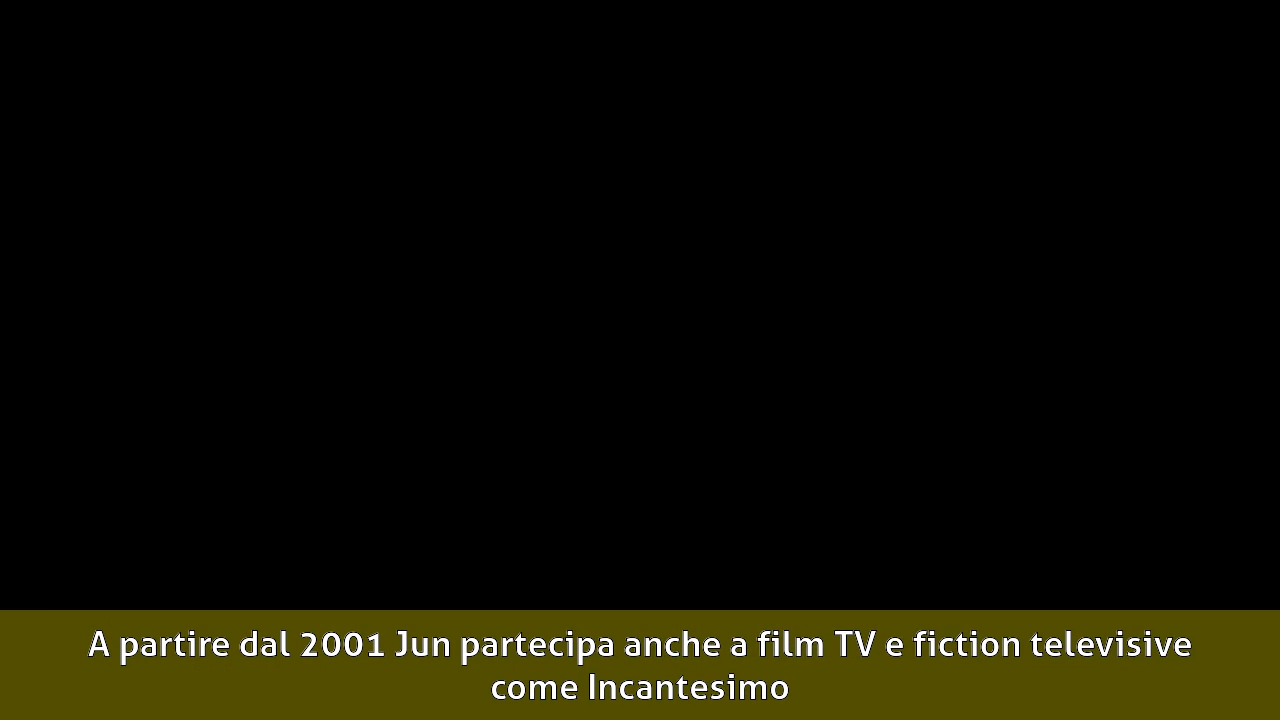 A partire dal 2001 Jun partecipa anche a film TV e fiction televisive
come Incantesimo